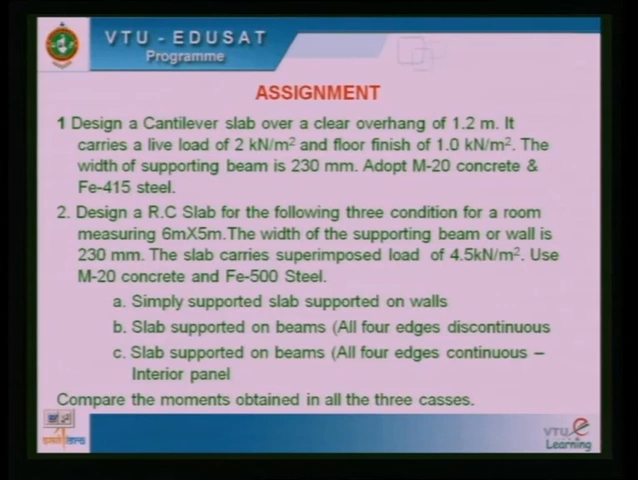 VTU - EDUSAT
Programme
ASSIGNMENT
1 Design a Cantilever slab over a clear overhang of 1.2 m. It
carries a live load of 2 kN/m² and floor finish of 1.0 kN/m². The
width of supporting beam is 230 mm. Adopt M-20 concrete &
Fe-415 steel.
2. Design a R.C Slab for the following three condition for a room
measuring 6mX5m.The width of the supporting beam or wall is
230 mm. The slab carries superimposed load of 4.5kN/m². Use
M-20 concrete and Fe-500 Steel.
a. Simply supported slab supported on walls
b. Slab supported on beams (All four edges discontinuous
c. Slab supported on beams (All four edges continuous –
Interior panel
Compare the moments obtained in all the three casses.
VTU e
Learning